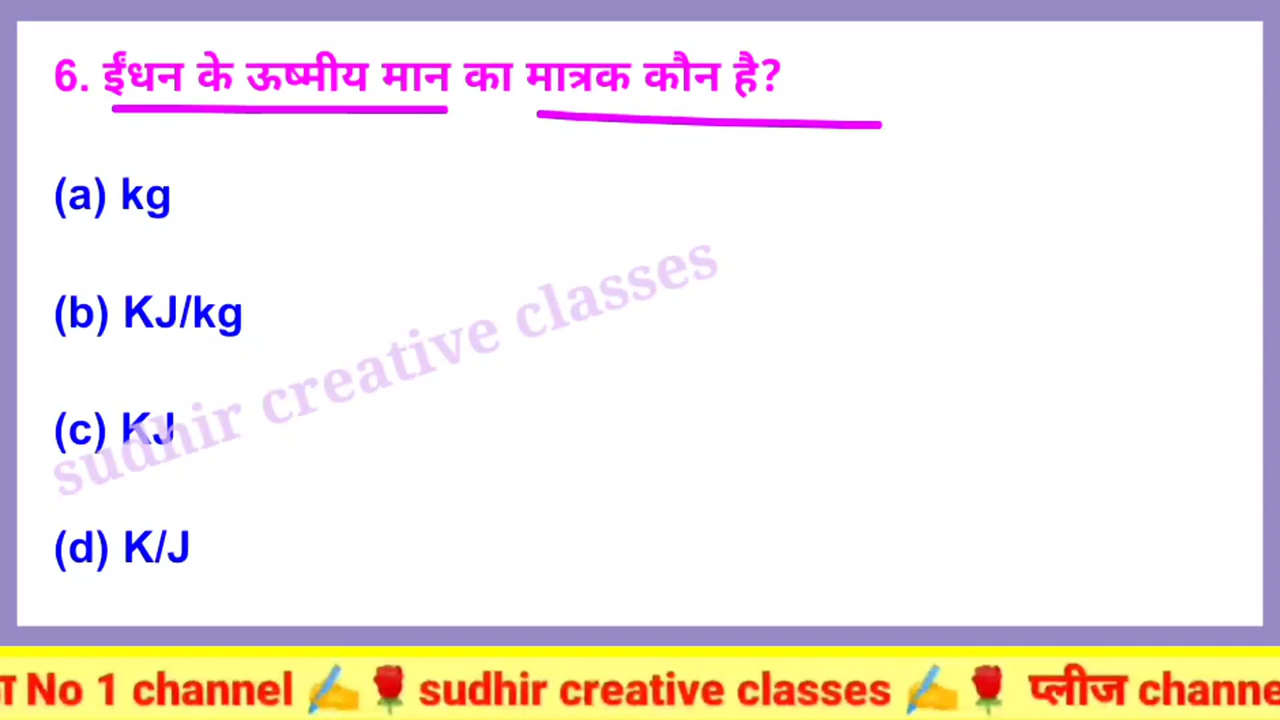 6. ईंधन के ऊष्मीय मान का मात्रक कौन है?
(a) kg
(b) KJ/kg
(c) KJ
(d) K/J
sudhir creative classes
No 1 channel ✍️🌹 sudhir creative classes ✍️🌹 प्लीज channe